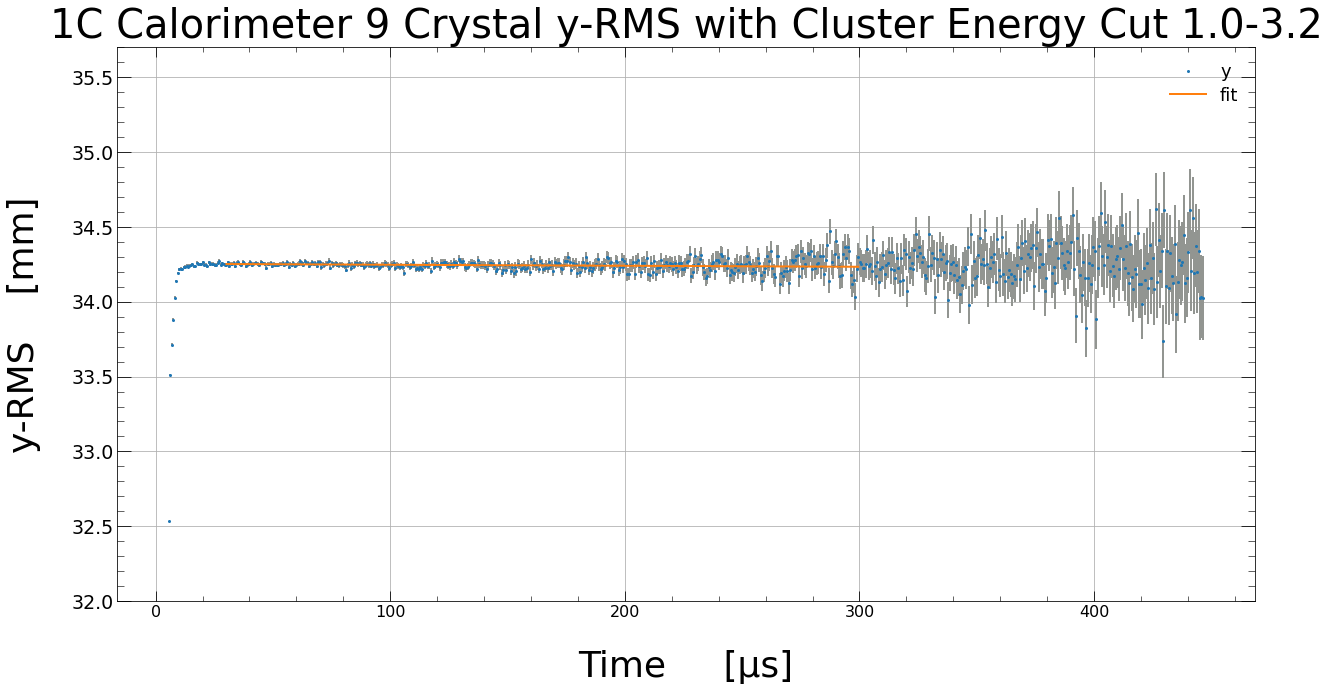 1C Calorimeter 9 Crystal y-RMS with Cluster Energy Cut 1.0-3.2
y
fit
35.5
35.0
34.5
34.0
33.5
33.0
32.5
32.0
y-RMS [mm]
0 100 200 300 400
Time [μs]